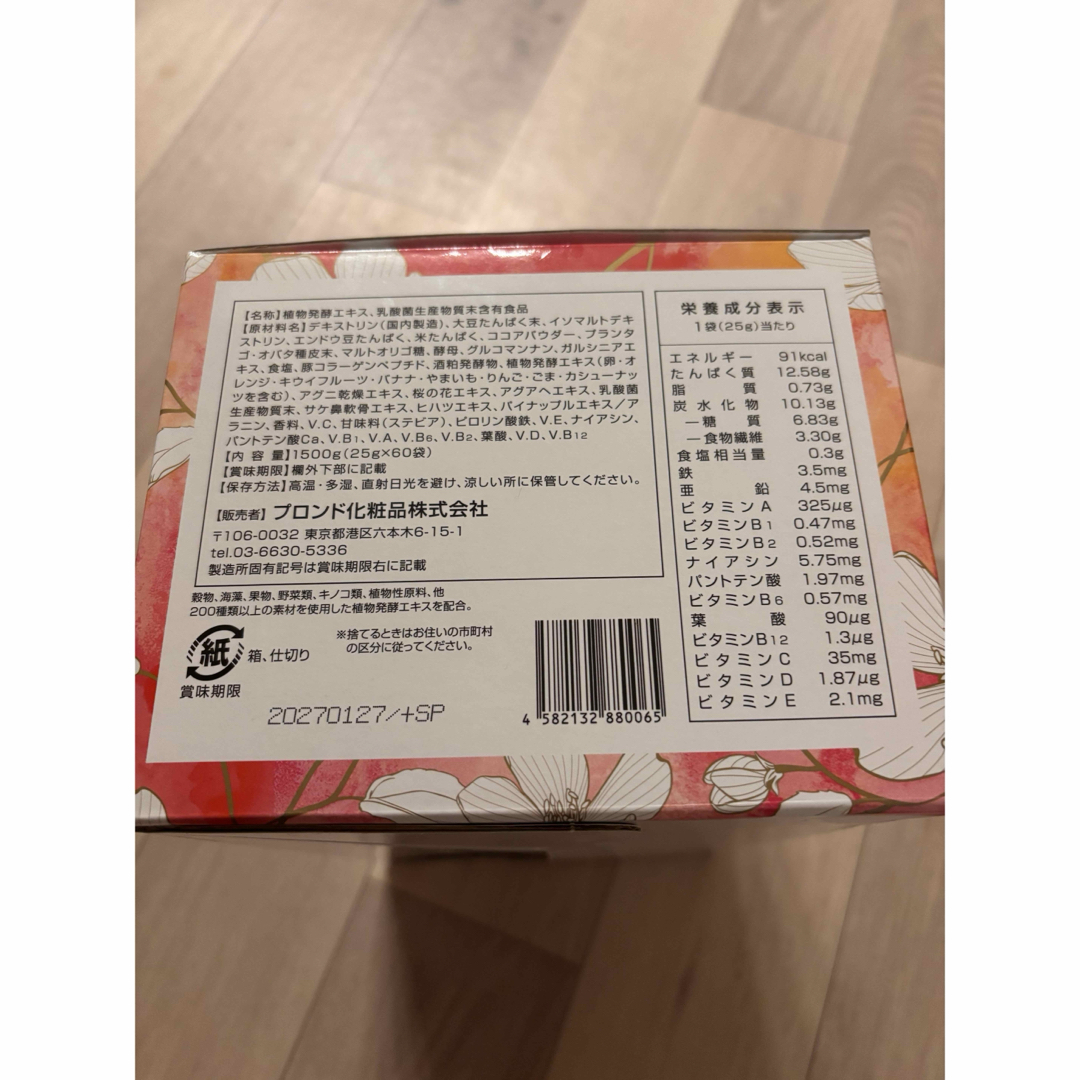 【名称】植物発酵エキス、乳酸菌生産物質末含有食品
【原材料名】デキストリン(国内製造)、大豆たんぱく末、イソマルトデキ
ストリン、エンドウ豆たんぱく、米たんぱく、ココアパウダー、プランタ
ゴ・オバタ種皮末、マルトオリゴ糖、酵母、グルコマンナン、ガルシニアエ
キス、食塩、豚コラーゲンペプチド、酒粕発酵物、植物発酵エキス(卵・オ
レンジ・キウイフルーツ・バナナ・やまいも・りんご・ごま・カシューナッ
ツを含む)、アグニ乾燥エキス、桜の花エキス、アグアヘエキス、乳酸菌
生産物質末、サケ鼻軟骨エキス、ヒハツエキス、パイナップルエキス/ア
ラニン、香料、V.C、甘味料(ステビア)、ピロリン酸鉄、V.E、ナイアシン、
パントテン酸Ca、V.B1、V.A、V.B6、V.B2、葉酸、V.D、V.B12
【内 容 量】1500g(25g×60袋)
【賞味期限】欄外下部に記載
【保存方法】高温・多湿、直射日光を避け、涼しい所に保管してください。
【販売者】ブロンド化粧品株式会社
〒106-0032 東京都港区六本木6-15-1
tel.03-6630-5336
製造所固有記号は賞味期限右に記載
穀物、海藻、果物、野菜類、キノコ類、植物性原料、他
200種類以上の素材を使用した植物発酵エキスを配合。
紙 箱、仕切り
※捨てるときはお住いの市町村
の区分に従ってください。
賞味期限
20270127/+SP
4 582132 880065
栄養成分表示
1袋(25g)当たり
エネルギー 91kcal
たんぱく質 12.58g
脂 質 0.73g
炭水化物 10.13g
―糖 質 6.83g
―食物繊維 3.30g
食塩相当量 0.3g
鉄 3.5mg
亜 鉛 4.5mg
ビタミンA 325μg
ビタミンB1 0.47mg
ビタミンB2 0.52mg
ナイアシン 5.75mg
パントテン酸 1.97mg
ビタミンB6 0.57mg
葉 酸 90μg
ビタミンB12 1.3μg
ビタミンC 35mg
ビタミンD 1.87μg
ビタミンE 2.1mg